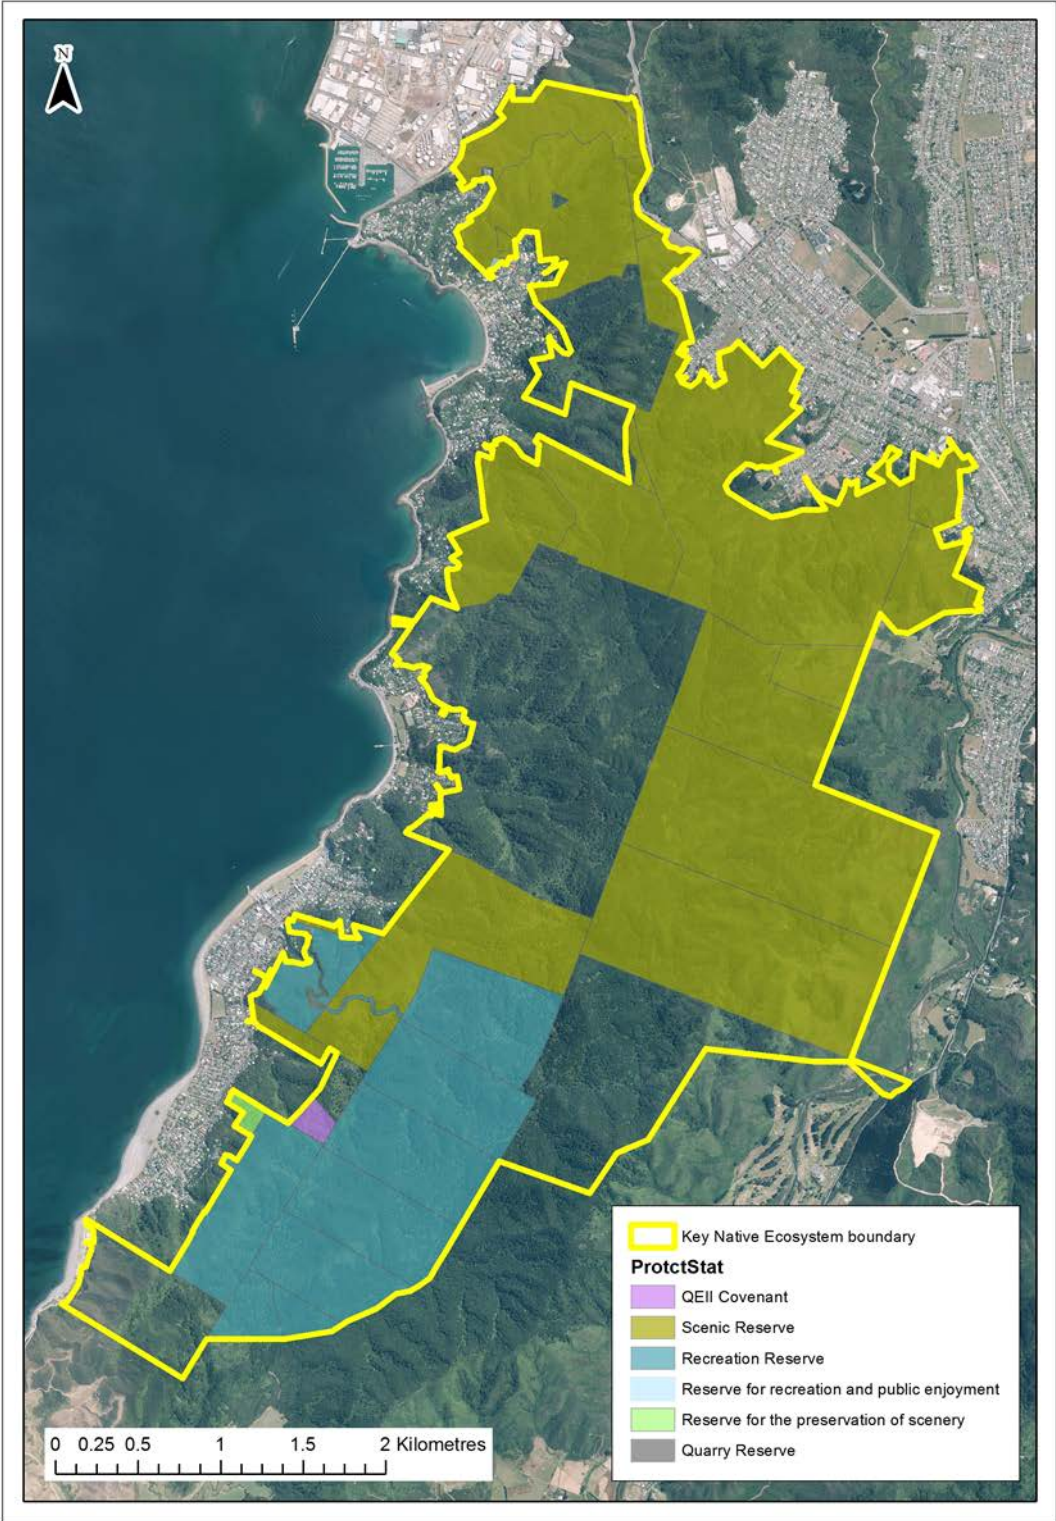 N
Key Native Ecosystem boundary
ProtctStat
QEII Covenant
Scenic Reserve
Recreation Reserve
Reserve for recreation and public enjoyment
Reserve for the preservation of scenery
Quarry Reserve
0 0.25 0.5 1 1.5 2 Kilometres